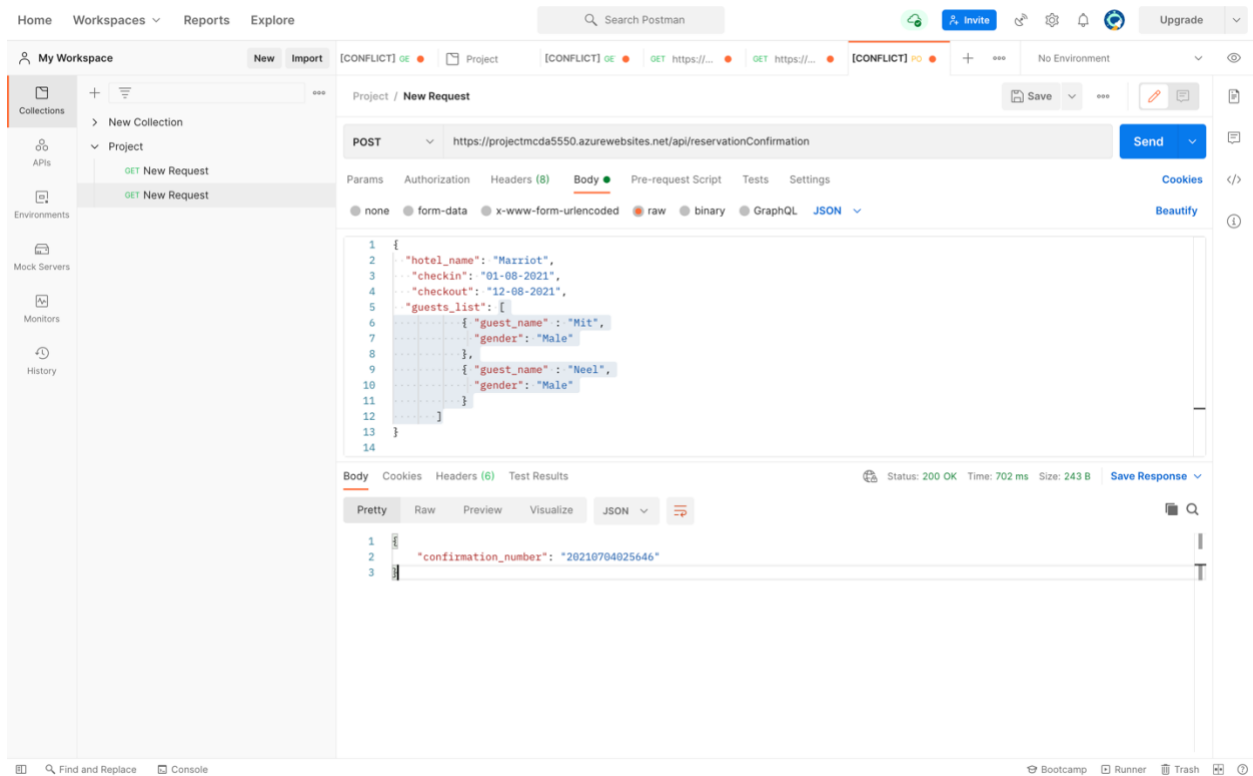 Home Workspaces Reports Explore Search Postman Invite Upgrade
My Workspace New Import [CONFLICT] GE Project [CONFLICT] GE GET https://... GET https://... [CONFLICT] PO No Environment
Collections
APIs
Environments
Mock Servers
Monitors
History
New Collection
Project
GET New Request
GET New Request
Project / New Request Save
POST https://projectmcda5550.azurewebsites.net/api/reservationConfirmation Send
Params Authorization Headers (8) Body Pre-request Script Tests Settings Cookies
none form-data x-www-form-urlencoded raw binary GraphQL JSON Beautify
1 {
2 "hotel_name": "Marriot",
3 "checkin": "01-08-2021",
4 "checkout": "12-08-2021",
5 "guests_list": [
6 { "guest_name" : "Mit",
7 "gender": "Male"
8 },
9 { "guest_name" : "Neel",
10 "gender": "Male"
11 }
12 ]
13 }
14
Body Cookies Headers (6) Test Results Status: 200 OK Time: 702 ms Size: 243 B Save Response
Pretty Raw Preview Visualize JSON
1 {
2 "confirmation_number": "20210704025646"
3 }
Find and Replace Console Bootcamp Runner Trash